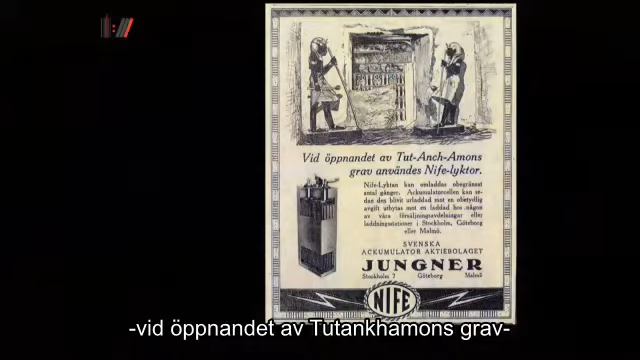 Vid öppnandet av Tut-Anch-Amons
grav användes Nife-lyktor.
Nife-Lyktan kan omladdas obegränsat
antal gånger. Ackumulatorcellen kan se-
dan den blivit urladdad mot en obetydlig
avgift utbytas mot en laddad hos någon
av våra försäljningsavdelningar eller
laddningsstationer i Stockholm, Göteborg
eller Malmö.
SVENSKA
ACKUMULATOR AKTIEBOLAGET
JUNGNER
Stockholm 7 Göteborg Malmö
NIFE
-vid öppnandet av Tutankhamons grav-